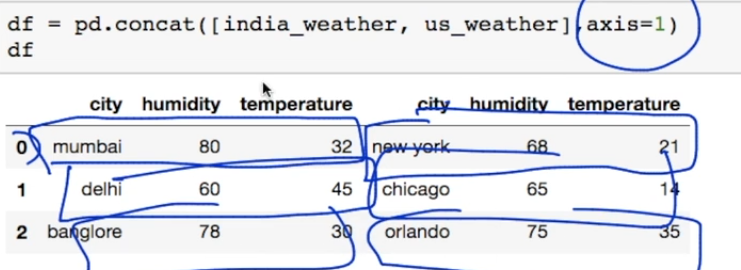 df = pd.concat([india_weather, us_weather],axis=1)
df
city humidity temperature city humidity temperature
0 mumbai 80 32 new york 68 21
1 delhi 60 45 chicago 65 14
2 banglore 78 30 orlando 75 35